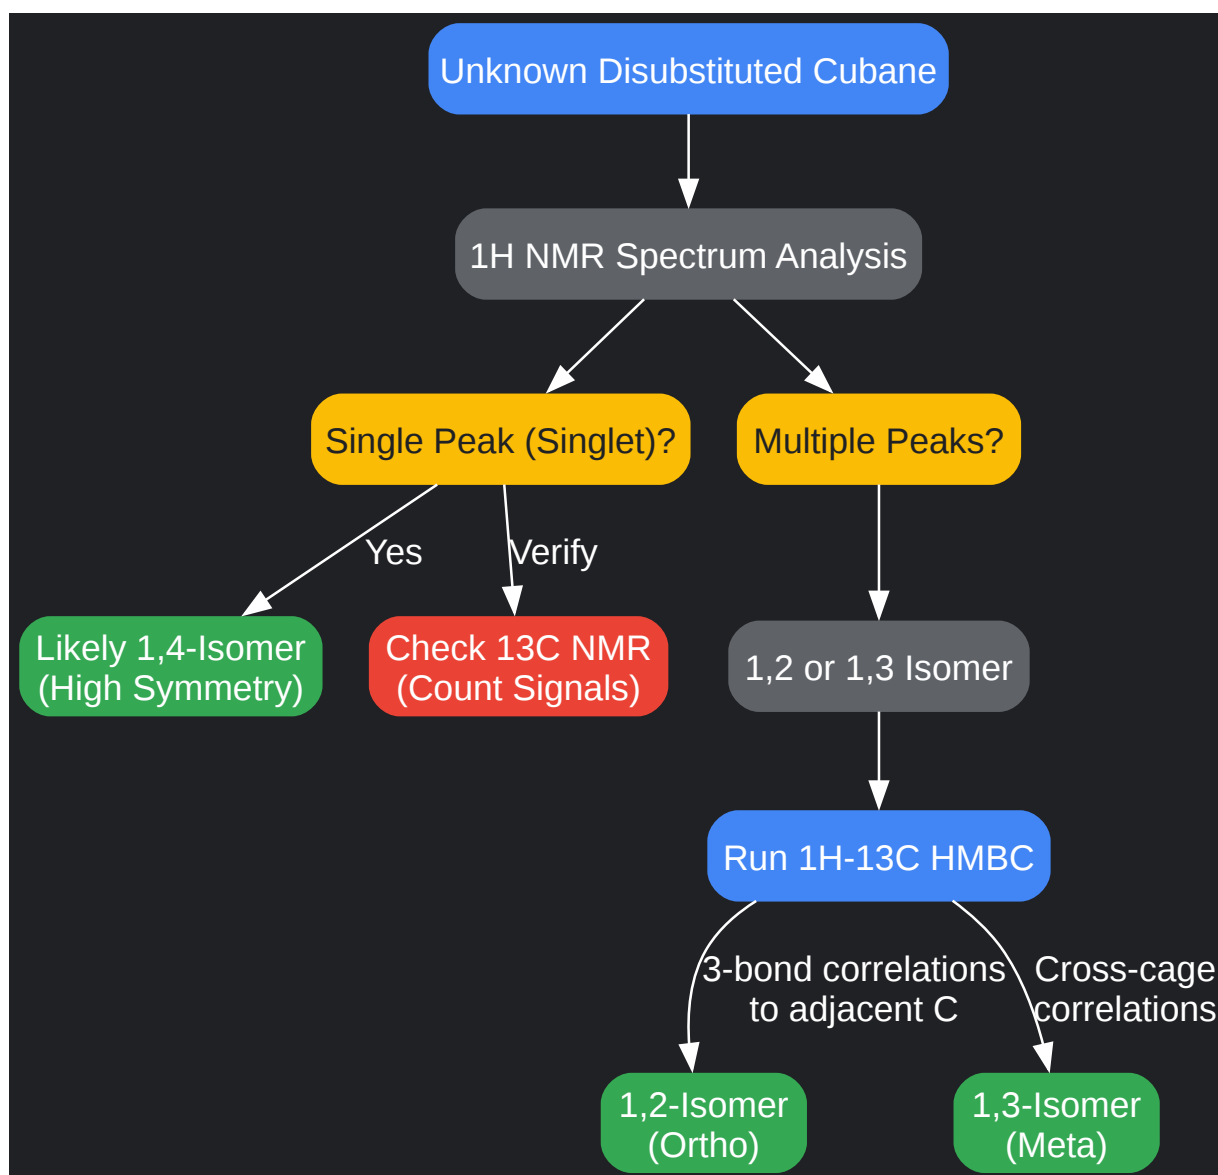 Unknown Disubstituted Cubane
1H NMR Spectrum Analysis
Single Peak (Singlet)?
Multiple Peaks?
Yes
Verify
Likely 1,4-Isomer
(High Symmetry)
Check 13C NMR
(Count Signals)
1,2 or 1,3 Isomer
Run 1H-13C HMBC
3-bond correlations
to adjacent C
Cross-cage
correlations
1,2-Isomer
(Ortho)
1,3-Isomer
(Meta)